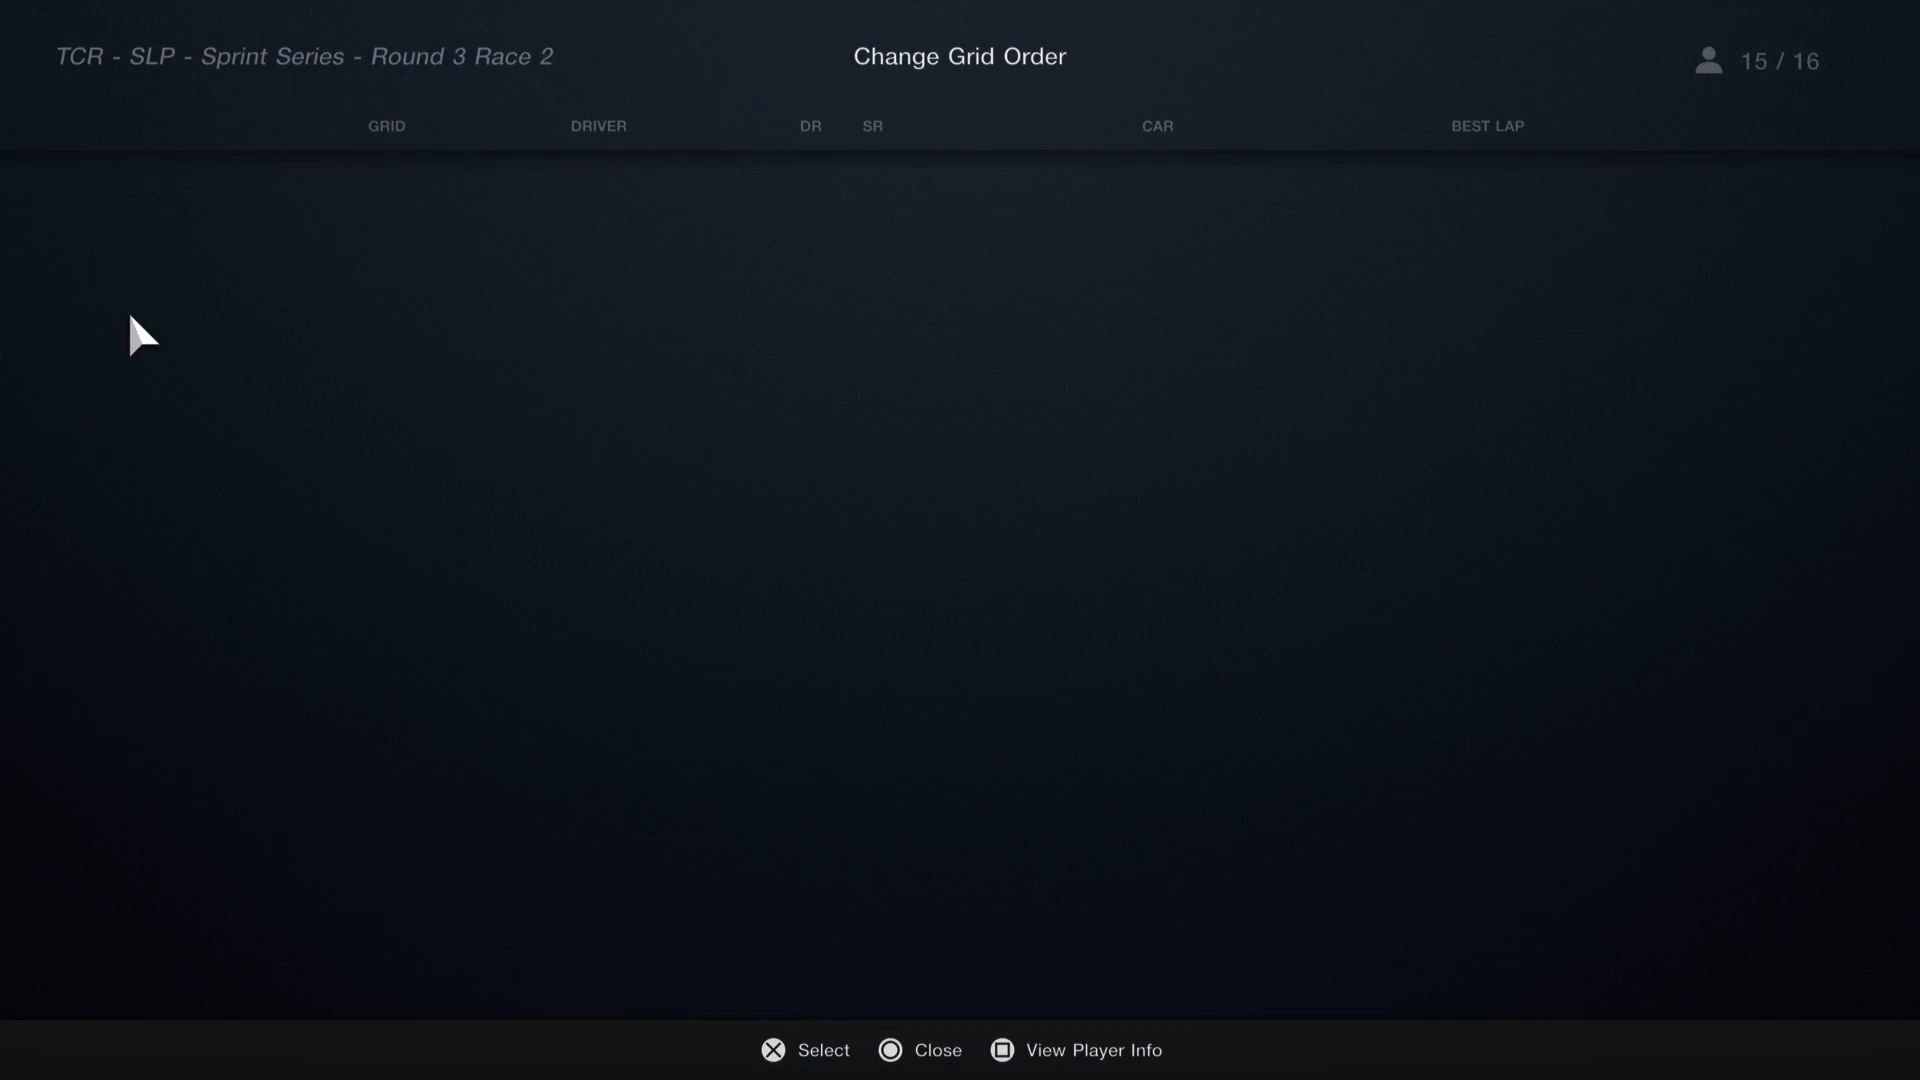 TCR - SLP - Sprint Series - Round 3 Race 2
Change Grid Order
15 / 16
GRID DRIVER DR SR CAR BEST LAP
Select Close View Player Info